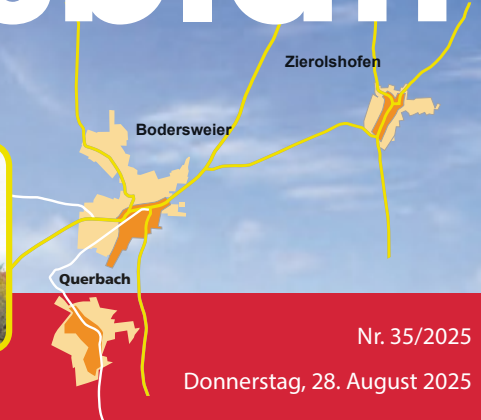 Zierolshofen
Bodersweier
Querbach
Nr. 35/2025
Donnerstag, 28. August 2025